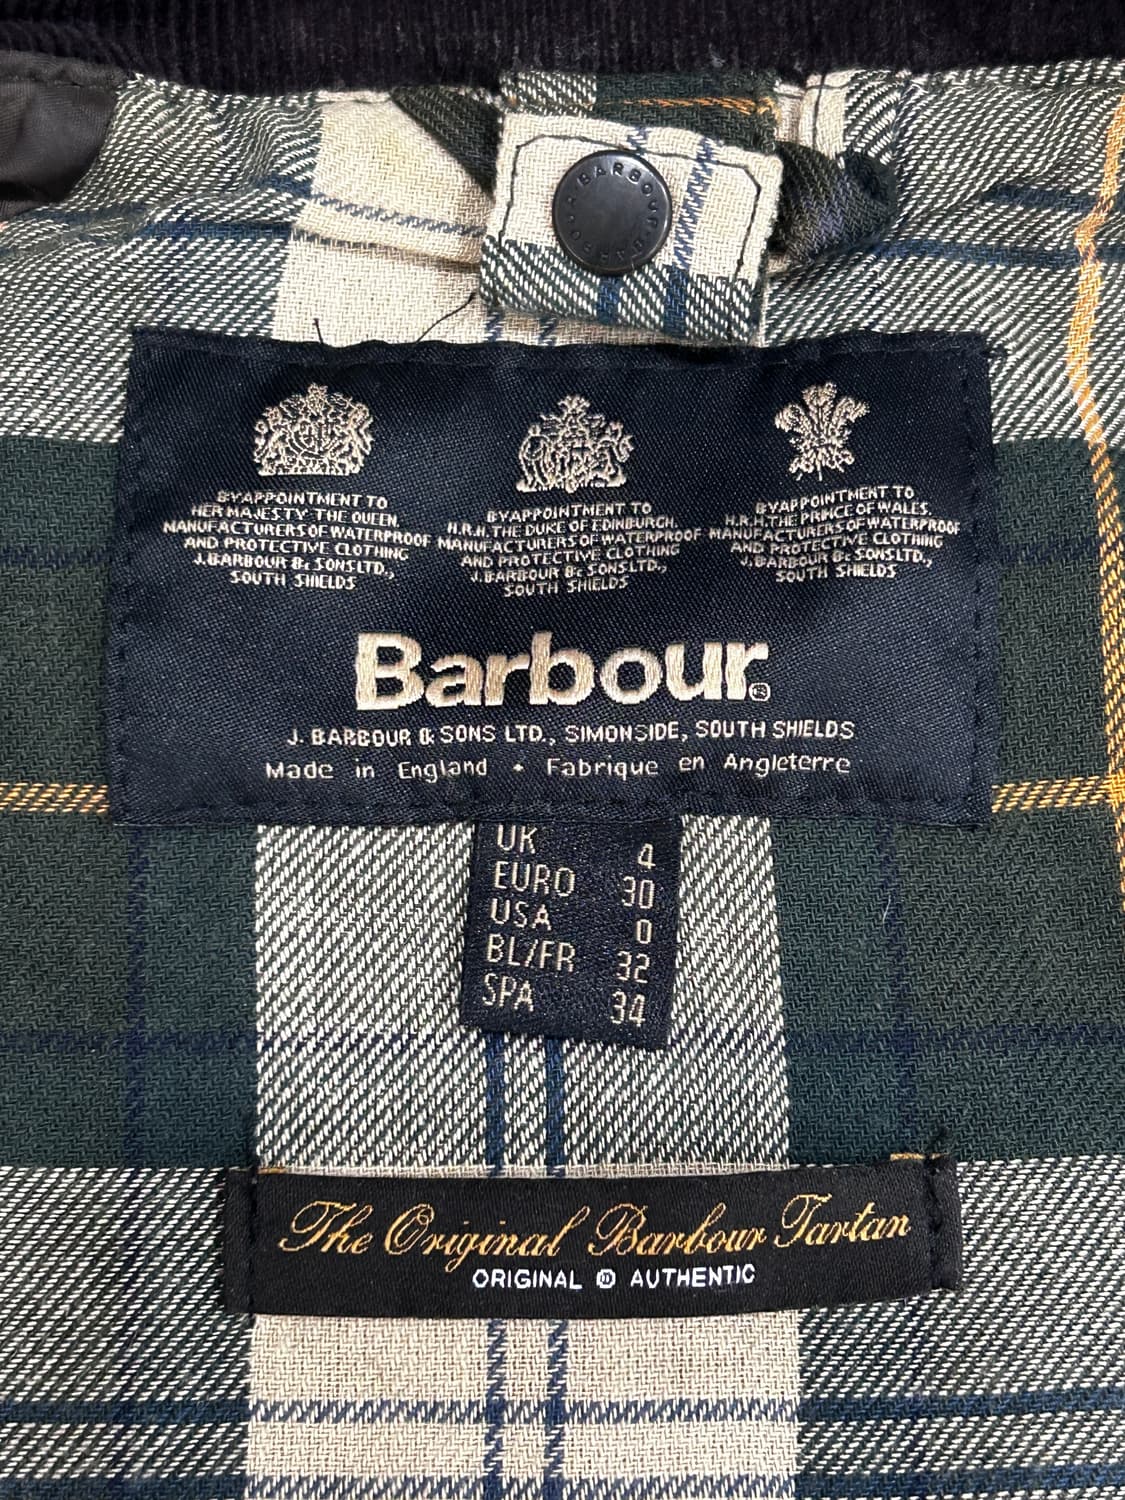 BARBOUR · BARBOUR ·
BY APPOINTMENT TO
HER MAJESTY THE QUEEN
MANUFACTURERS OF WATERPROOF
AND PROTECTIVE CLOTHING
J. BARBOUR & SONS LTD.,
SOUTH SHIELDS
BY APPOINTMENT TO
H.R.H. THE DUKE OF EDINBURGH.
MANUFACTURERS OF WATERPROOF
AND PROTECTIVE CLOTHING
J. BARBOUR & SONS LTD.,
SOUTH SHIELDS
BY APPOINTMENT TO
H.R.H. THE PRINCE OF WALES.
MANUFACTURERS OF WATERPROOF
AND PROTECTIVE CLOTHING
J. BARBOUR & SONS LTD.,
SOUTH SHIELDS
Barbour®
J. BARBOUR & SONS LTD., SIMONSIDE, SOUTH SHIELDS
Made in England • Fabrique en Angleterre
UK 4
EURO 30
USA 0
BL/FR 32
SPA 34
The Original Barbour Tartan
ORIGINAL AUTHENTIC